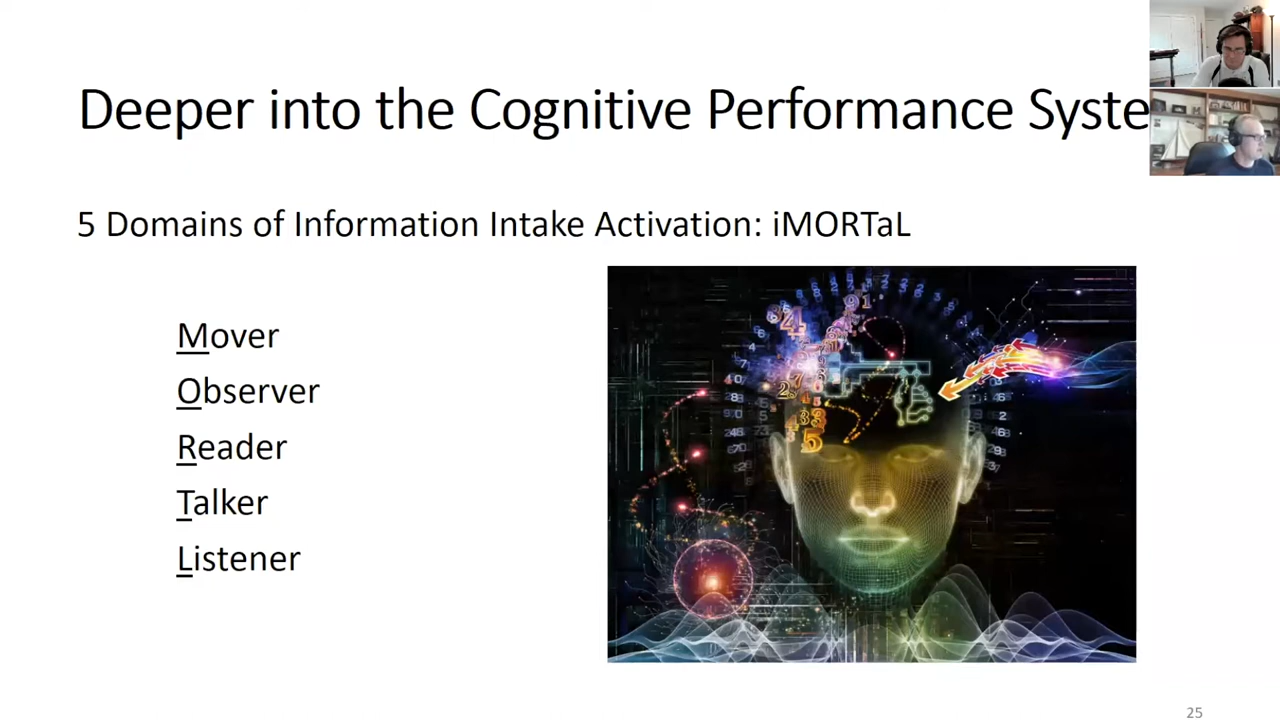 Deeper into the Cognitive Performance Syste
5 Domains of Information Intake Activation: iMORTaL
Mover
Observer
Reader
Talker
Listener
25